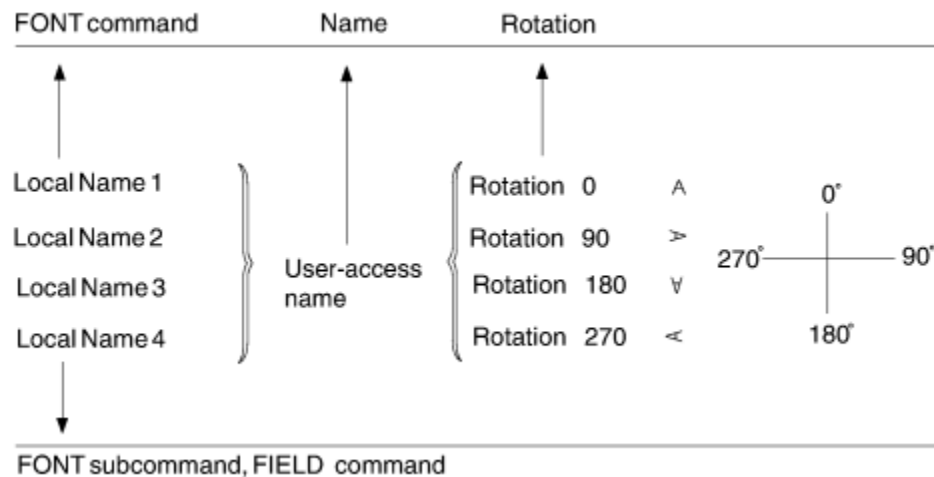 FONT command Name Rotation
Local Name 1 Rotation 0 A
0°
Local Name 2 Rotation 90 A
270° 90°
User-access
name
Local Name 3 Rotation 180 A
Local Name 4 Rotation 270 A
180°
FONT subcommand, FIELD command